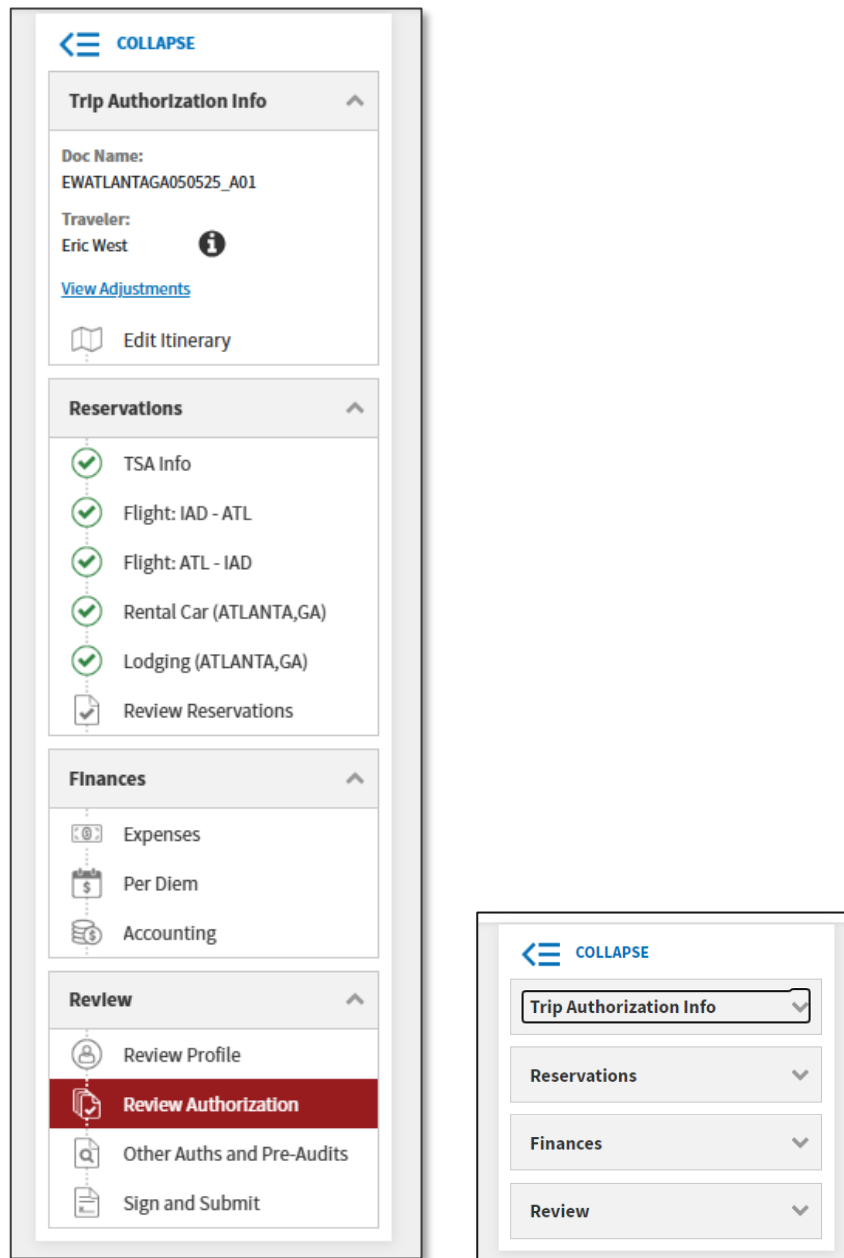 COLLAPSE
Trip Authorization Info
Doc Name:
EWATLANTAGA050525_A01
Traveler:
Eric West
View Adjustments
Edit Itinerary
Reservations
TSA Info
Flight: IAD - ATL
Flight: ATL - IAD
Rental Car (ATLANTA,GA)
Lodging (ATLANTA,GA)
Review Reservations
Finances
Expenses
Per Diem
Accounting
Review
Review Profile
Review Authorization
Other Auths and Pre-Audits
Sign and Submit
COLLAPSE
Trip Authorization Info
Reservations
Finances
Review